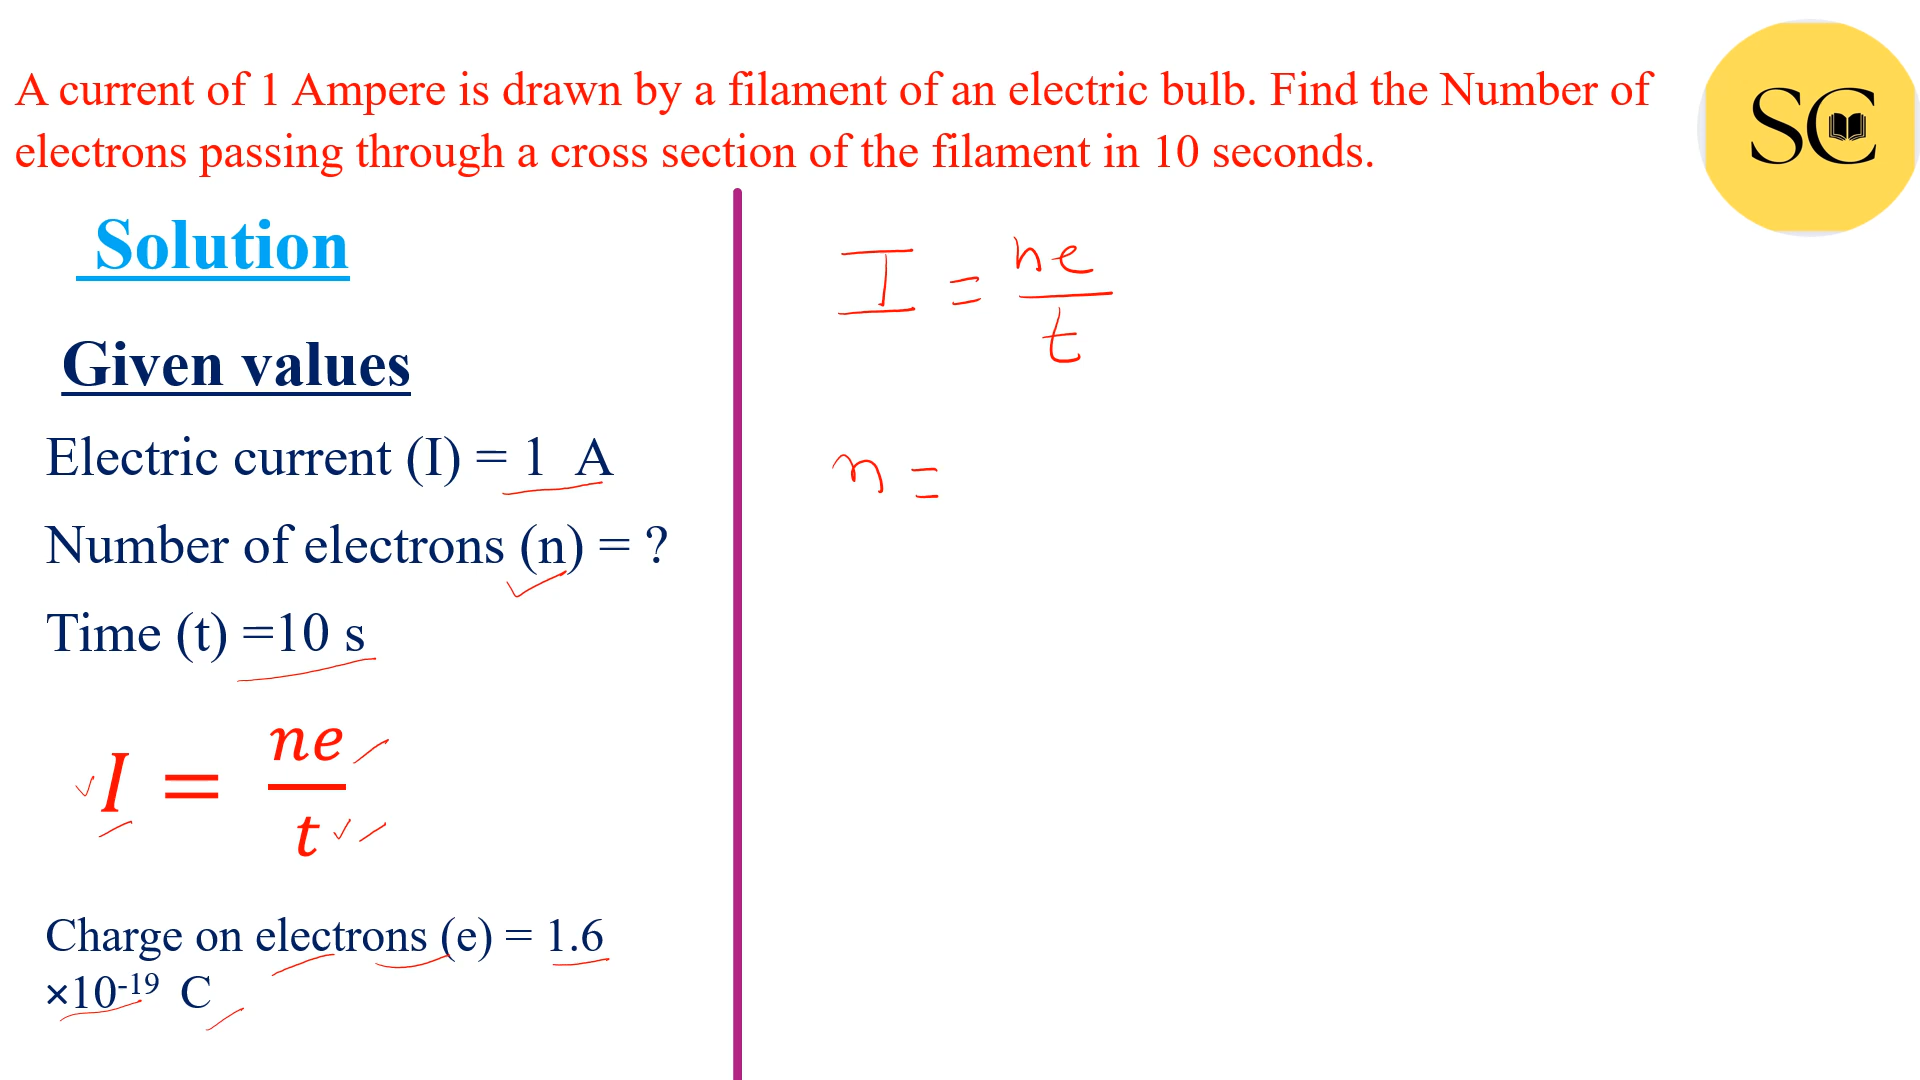 A current of 1 Ampere is drawn by a filament of an electric bulb. Find the Number of
electrons passing through a cross section of the filament in 10 seconds.
SC
Solution
Given values
Electric current (I) = 1 A
Number of electrons (n) = ?
Time (t) =10 s
I = ne/t
Charge on electrons (e) = 1.6
×10⁻¹⁹ C
I = ne/t
n =